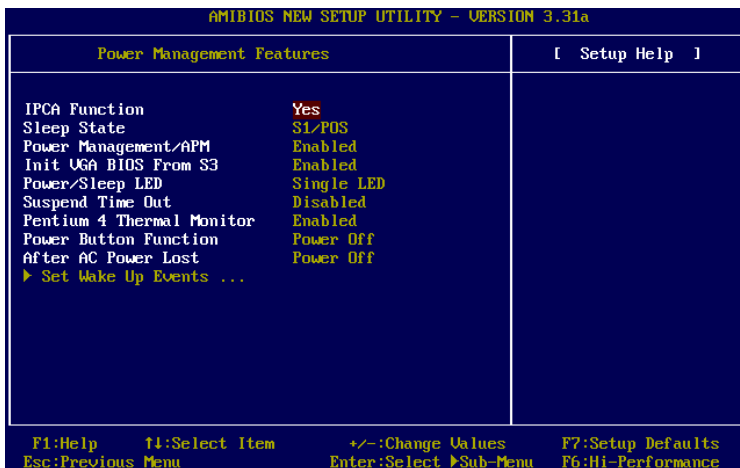 AMIBIOS NEW SETUP UTILITY - VERSION 3.31a
Power Management Features
[ Setup Help ]
IPCA Function Yes
Sleep State S1/POS
Power Management/APM Enabled
Init VGA BIOS From S3 Enabled
Power/Sleep LED Single LED
Suspend Time Out Disabled
Pentium 4 Thermal Monitor Enabled
Power Button Function Power Off
After AC Power Lost Power Off
▶ Set Wake Up Events ...
F1:Help ↑↓:Select Item +/-:Change Values F7:Setup Defaults
Esc:Previous Menu Enter:Select ▶Sub-Menu F6:Hi-Performance